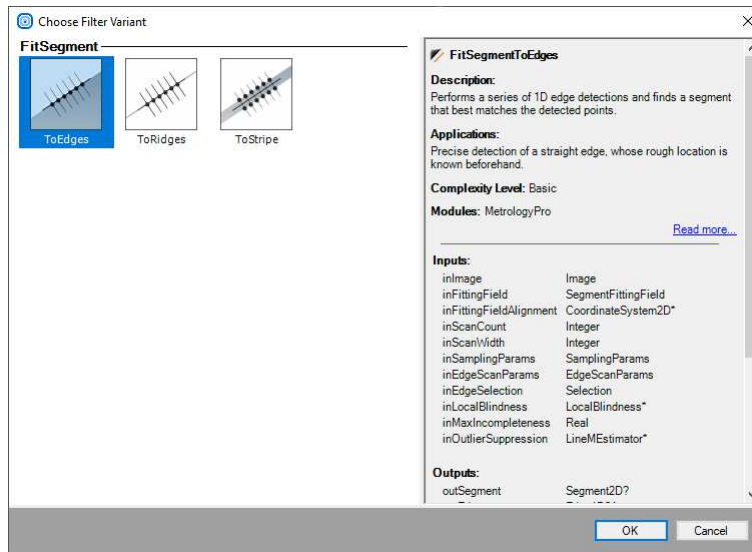 Choose Filter Variant
FitSegment
ToEdges
ToRidges
ToStripe
FitSegmentToEdges
Description:
Performs a series of 1D edge detections and finds a segment
that best matches the detected points.
Applications:
Precise detection of a straight edge, whose rough location is
known beforehand.
Complexity Level: Basic
Modules: MetrologyPro
Read more...
Inputs:
inImage Image
inFittingField SegmentFittingField
inFittingFieldAlignment CoordinateSystem2D*
inScanCount Integer
inScanWidth Integer
inSamplingParams SamplingParams
inEdgeScanParams EdgeScanParams
inEdgeSelection Selection
inLocalBlindness LocalBlindness*
inMaxIncompleteness Real
inOutlierSuppression LineMEstimator*
Outputs:
outSegment Segment2D?
OK Cancel